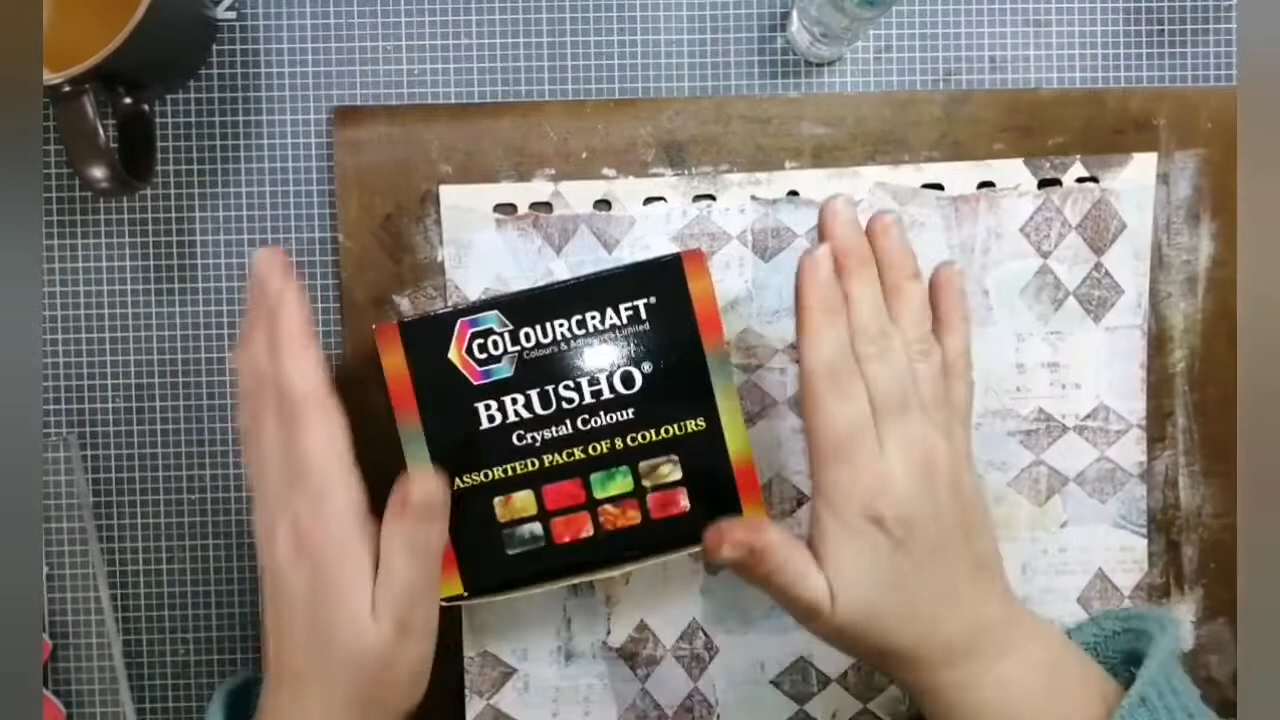 COLOURCRAFT®
Colours & Adhesives Limited
BRUSHO®
Crystal Colour
ASSORTED PACK OF 8 COLOURS